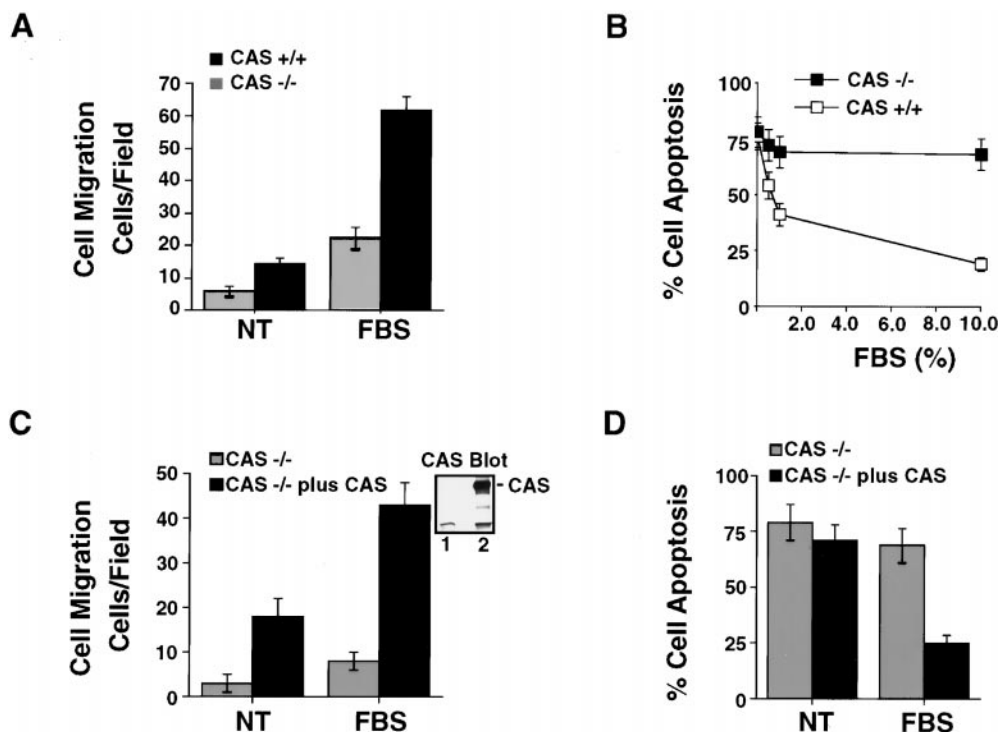 A
CAS +/+
CAS -/-
Cell Migration
Cells/Field
70
60
50
40
30
20
10
0
NT
FBS
B
CAS -/-
CAS +/+
% Cell Apoptosis
100
75
50
25
0
2.0 4.0 6.0 8.0 10.0
FBS (%)
C
CAS -/-
CAS -/- plus CAS
CAS Blot
- CAS
1 2
Cell Migration
Cells/Field
50
40
30
20
10
0
NT
FBS
D
CAS -/-
CAS -/- plus CAS
% Cell Apoptosis
100
75
50
25
0
NT
FBS